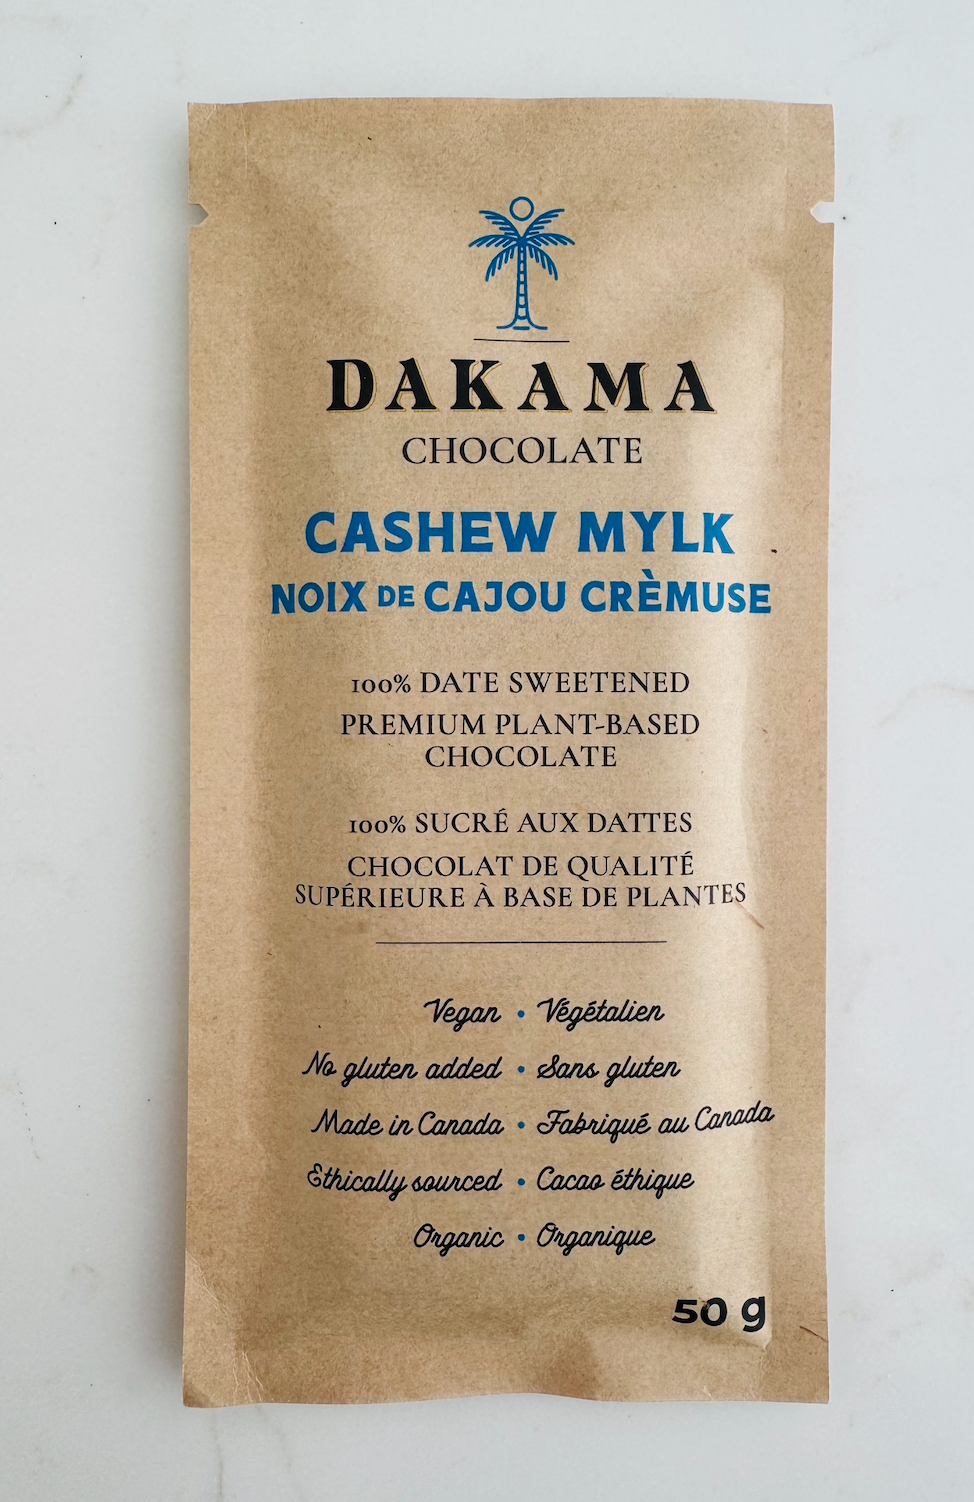 DAKAMA
CHOCOLATE
CASHEW MYLK
NOIX DE CAJOU CRÈMUSE
100% DATE SWEETENED
PREMIUM PLANT-BASED
CHOCOLATE
100% SUCRÉ AUX DATTES
CHOCOLAT DE QUALITÉ
SUPÉRIEURE À BASE DE PLANTES
Vegan • Végétalien
No gluten added • Sans gluten
Made in Canada • Fabriqué au Canada
Ethically sourced • Cacao éthique
Organic • Organique
50 g